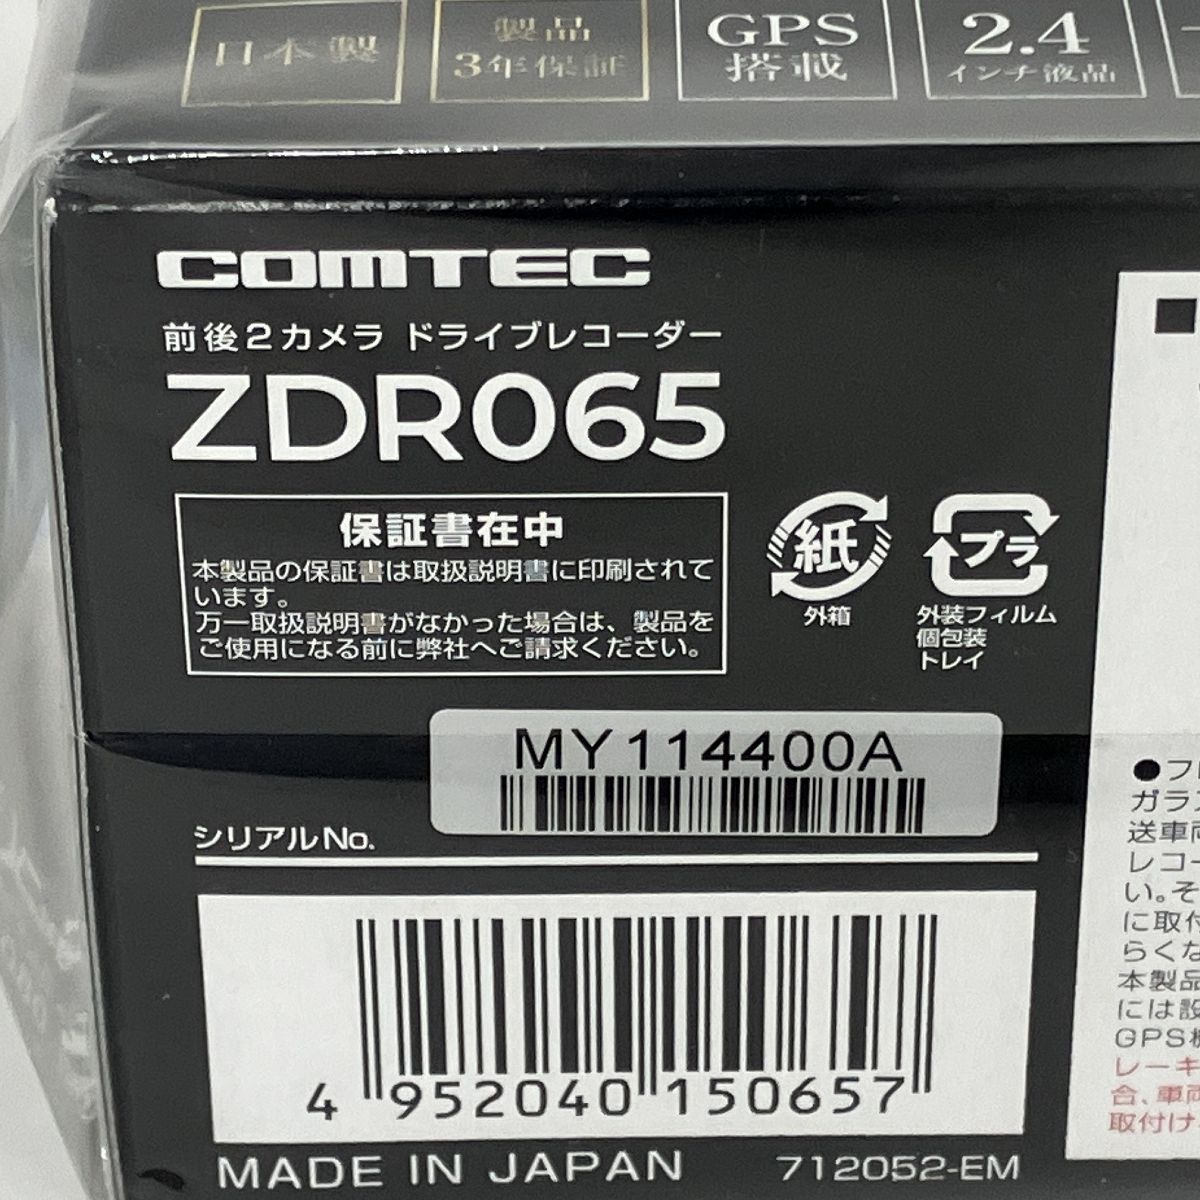 日本製
製品
3年保証
GPS
搭載
2.4
インチ液晶
COMTEC
前後2カメラ ドライブレコーダー
ZDR065
保証書在中
本製品の保証書は取扱説明書に印刷されて
います。
万一取扱説明書がなかった場合は、製品を
ご使用になる前に弊社へご請求ください。
紙
外箱
プラ
外装フィルム
個包装
トレイ
MY114400A
シリアルNo.
4 952040 150657
MADE IN JAPAN 712052-EM
■
●フ
ガラ
送車両
レコー
い。そ
に取付
らくな
本製品
には設
GPS機
レーキ
合、車両
取付け